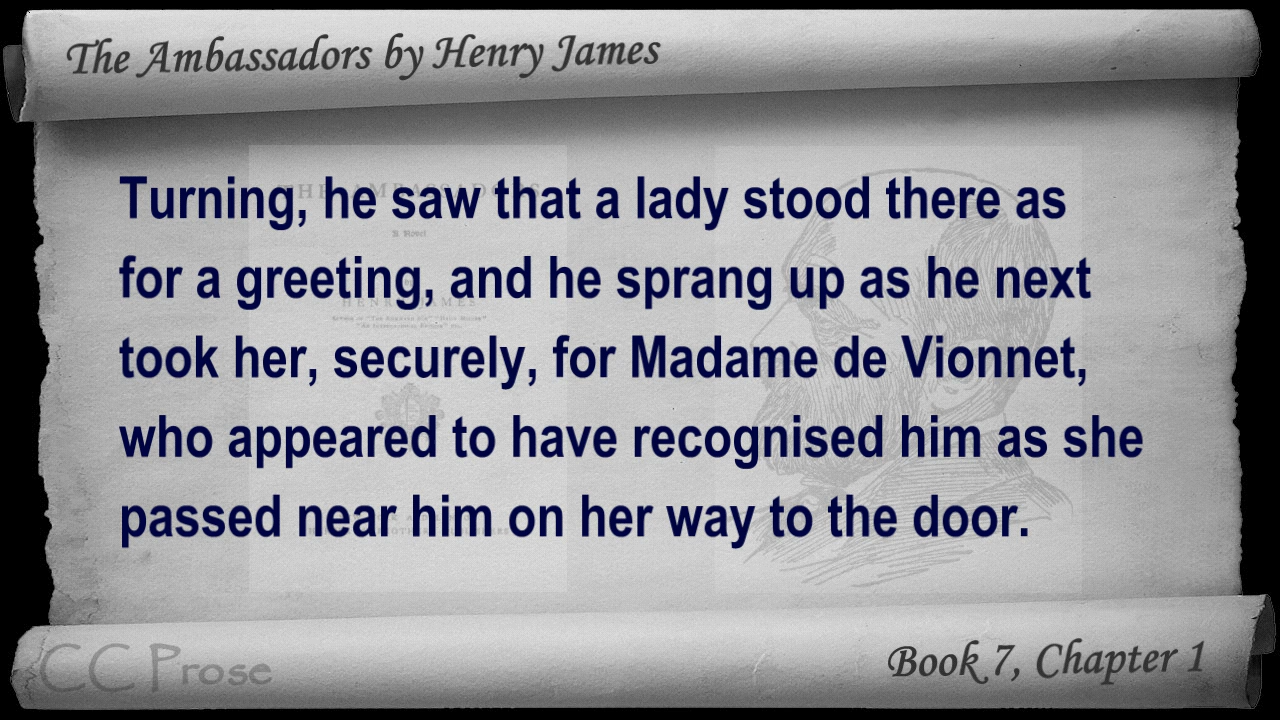 The Ambassadors by Henry James
Turning, he saw that a lady stood there as
for a greeting, and he sprang up as he next
took her, securely, for Madame de Vionnet,
who appeared to have recognised him as she
passed near him on her way to the door.
CC Prose
Book 7, Chapter 1